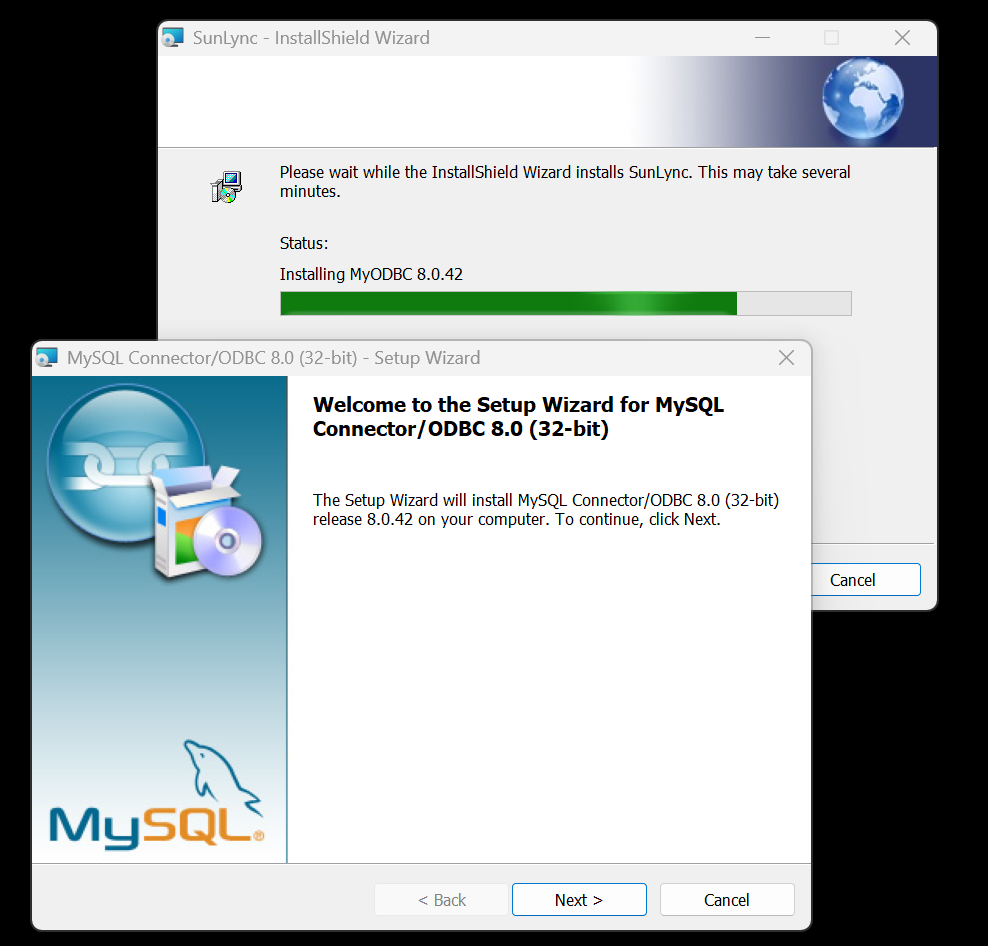 SunLync - InstallShield Wizard
Please wait while the InstallShield Wizard installs SunLync. This may take several
minutes.
Status:
Installing MyODBC 8.0.42
Cancel
MySQL Connector/ODBC 8.0 (32-bit) - Setup Wizard
Welcome to the Setup Wizard for MySQL
Connector/ODBC 8.0 (32-bit)
The Setup Wizard will install MySQL Connector/ODBC 8.0 (32-bit)
release 8.0.42 on your computer. To continue, click Next.
MySQL®
< Back Next > Cancel